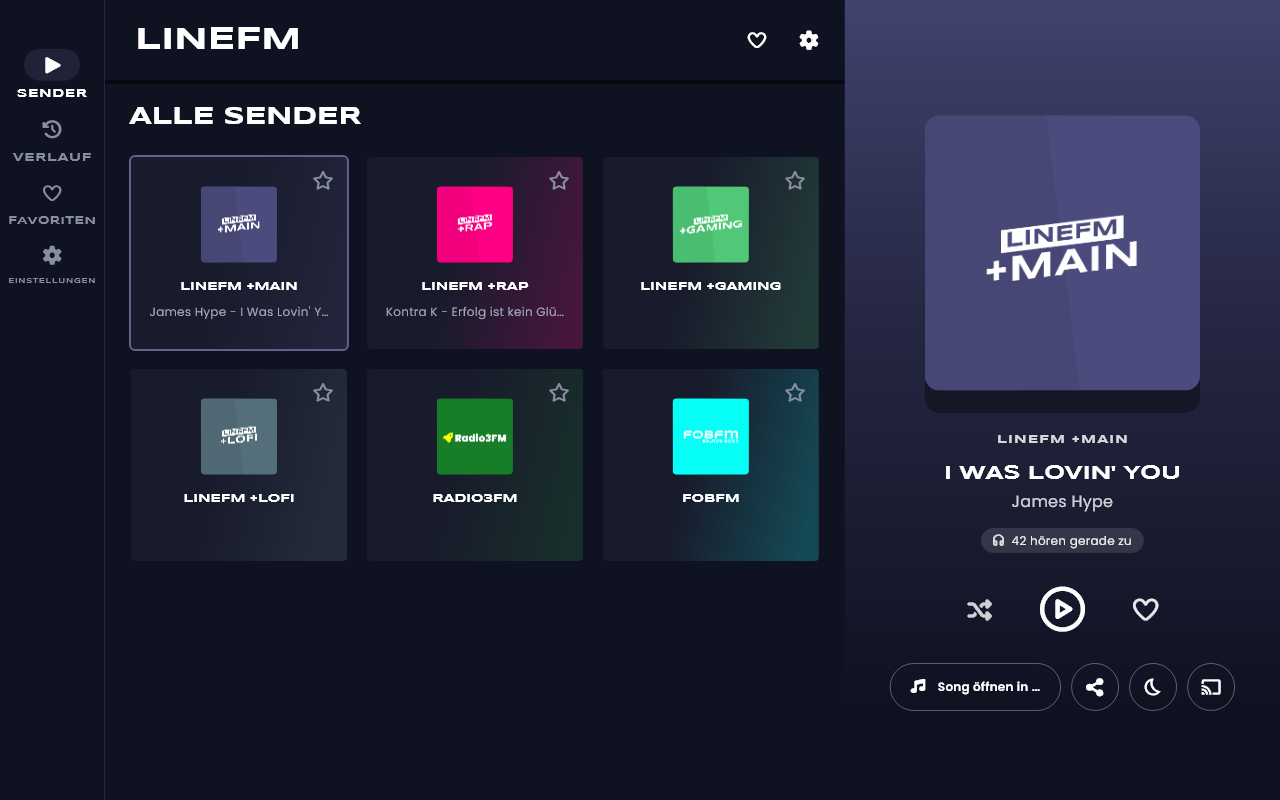 SENDER
VERLAUF
FAVORITEN
EINSTELLUNGEN
LINEFM
ALLE SENDER
LINEFM
+MAIN
LINEFM +MAIN
James Hype - I Was Lovin' Y...
LINEFM
+RAP
LINEFM +RAP
Kontra K - Erfolg ist kein Glü...
LINEFM
+GAMING
LINEFM +GAMING
LINEFM
+LOFI
LINEFM +LOFI
Radio3FM
RADIO3FM
FOBFM
FOBFM
LINEFM
+MAIN
LINEFM +MAIN
I WAS LOVIN' YOU
James Hype
42 hören gerade zu
Song öffnen in ...